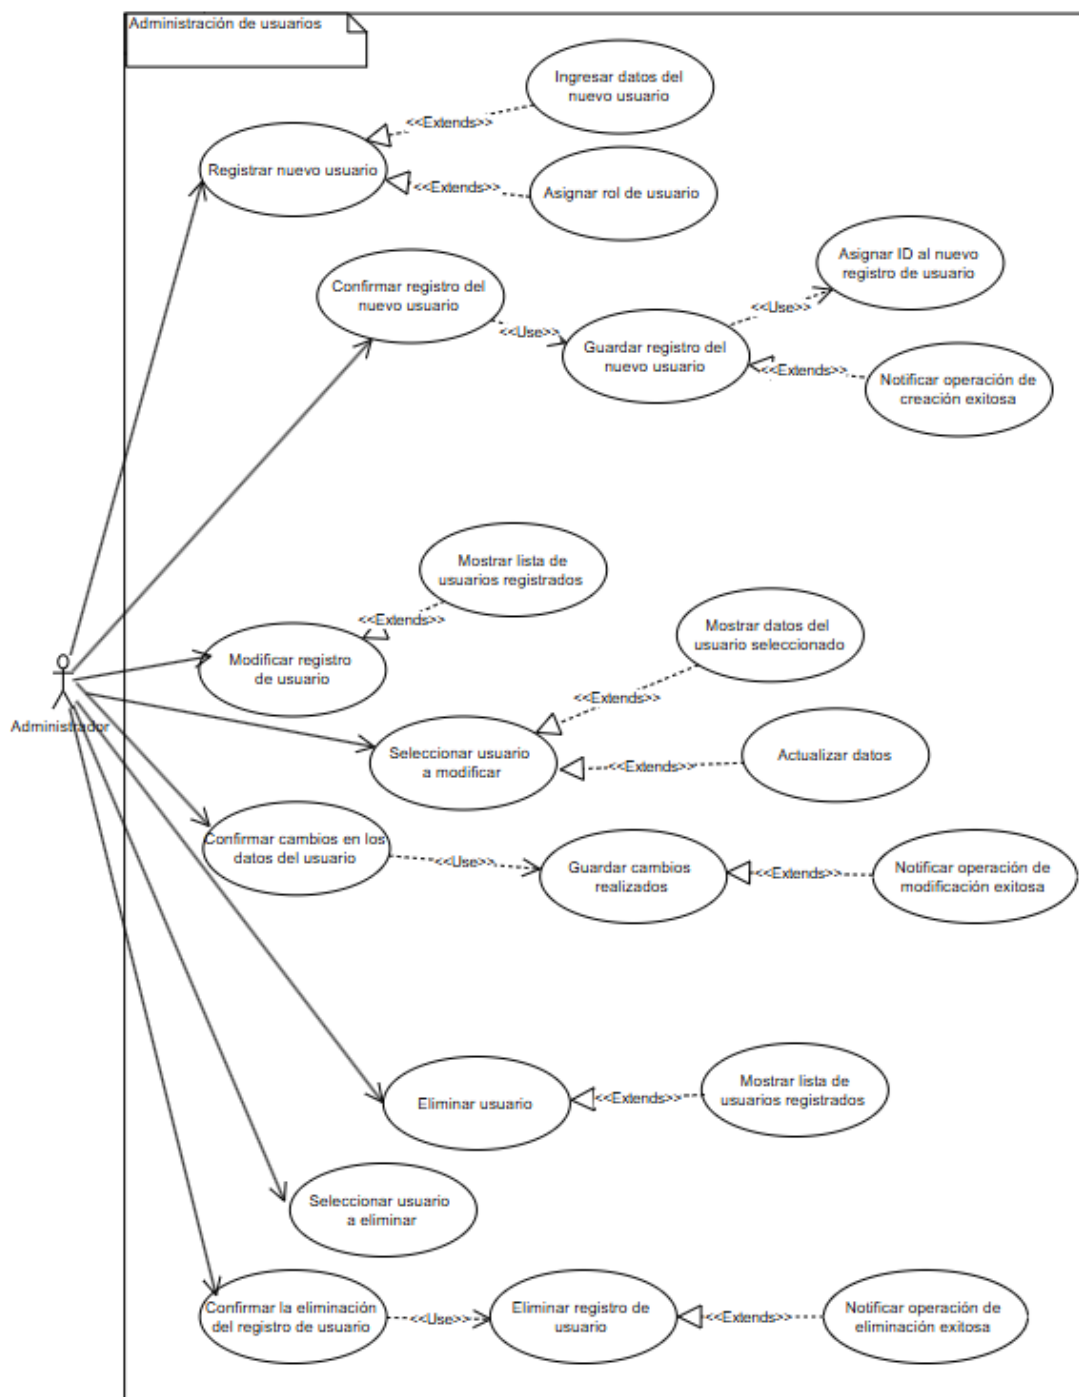 Administración de usuarios
Ingresar datos del
nuevo usuario
<<Extends>>
Registrar nuevo usuario
<<Extends>>
Asignar rol de usuario
Asignar ID al nuevo
registro de usuario
Confirmar registro del
nuevo usuario
<<Use>>
<<Use>>
Guardar registro del
nuevo usuario
<<Extends>>
Notificar operación de
creación exitosa
Mostrar lista de
usuarios registrados
<<Extends>>
Mostrar datos del
usuario seleccionado
Modificar registro
de usuario
<<Extends>>
Administrador
Seleccionar usuario
a modificar
<<Extends>>
Actualizar datos
Confirmar cambios en los
datos del usuario
<<Use>>
Guardar cambios
realizados
<<Extends>>
Notificar operación de
modificación exitosa
Eliminar usuario
<<Extends>>
Mostrar lista de
usuarios registrados
Seleccionar usuario
a eliminar
Confirmar la eliminación
del registro de usuario
<<Use>>
Eliminar registro de
usuario
<<Extends>>
Notificar operación de
eliminación exitosa